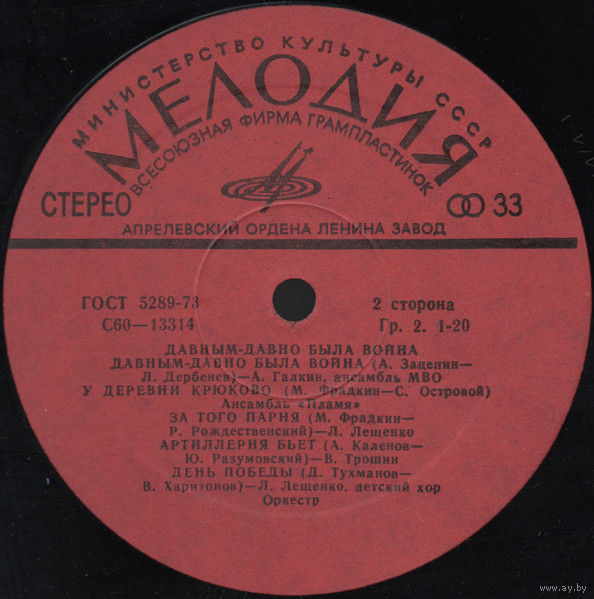 МИНИСТЕРСТВО КУЛЬТУРЫ СССР
МЕЛОДИЯ
ВСЕСОЮЗНАЯ ФИРМА ГРАМПЛАСТИНОК
СТЕРЕО
33
АПРЕЛЕВСКИЙ ОРДЕНА ЛЕНИНА ЗАВОД
ГОСТ 5289-73
2 сторона
С60—13314
Гр. 2. 1-20
ДАВНЫМ-ДАВНО БЫЛА ВОЙНА
ДАВНЫМ-ДАВНО БЫЛА ВОЙНА (А. Зацепин—
Л. Дербенев)—А. Галкин, ансамбль МВО
У ДЕРЕВНИ КРЮКОВО (М. Фрадкин—С. Островой)
Ансамбль «Пламя»
ЗА ТОГО ПАРНЯ (М. Фрадкин—
Р. Рождественский)—Л. Лещенко
АРТИЛЛЕРИЯ БЬЕТ (А. Каленов—
Ю. Разумовский)—В. Трошин
ДЕНЬ ПОБЕДЫ (Д. Тухманов—
В. Харитонов)—Л. Лещенко, детский хор
Оркестр
www.ay.by